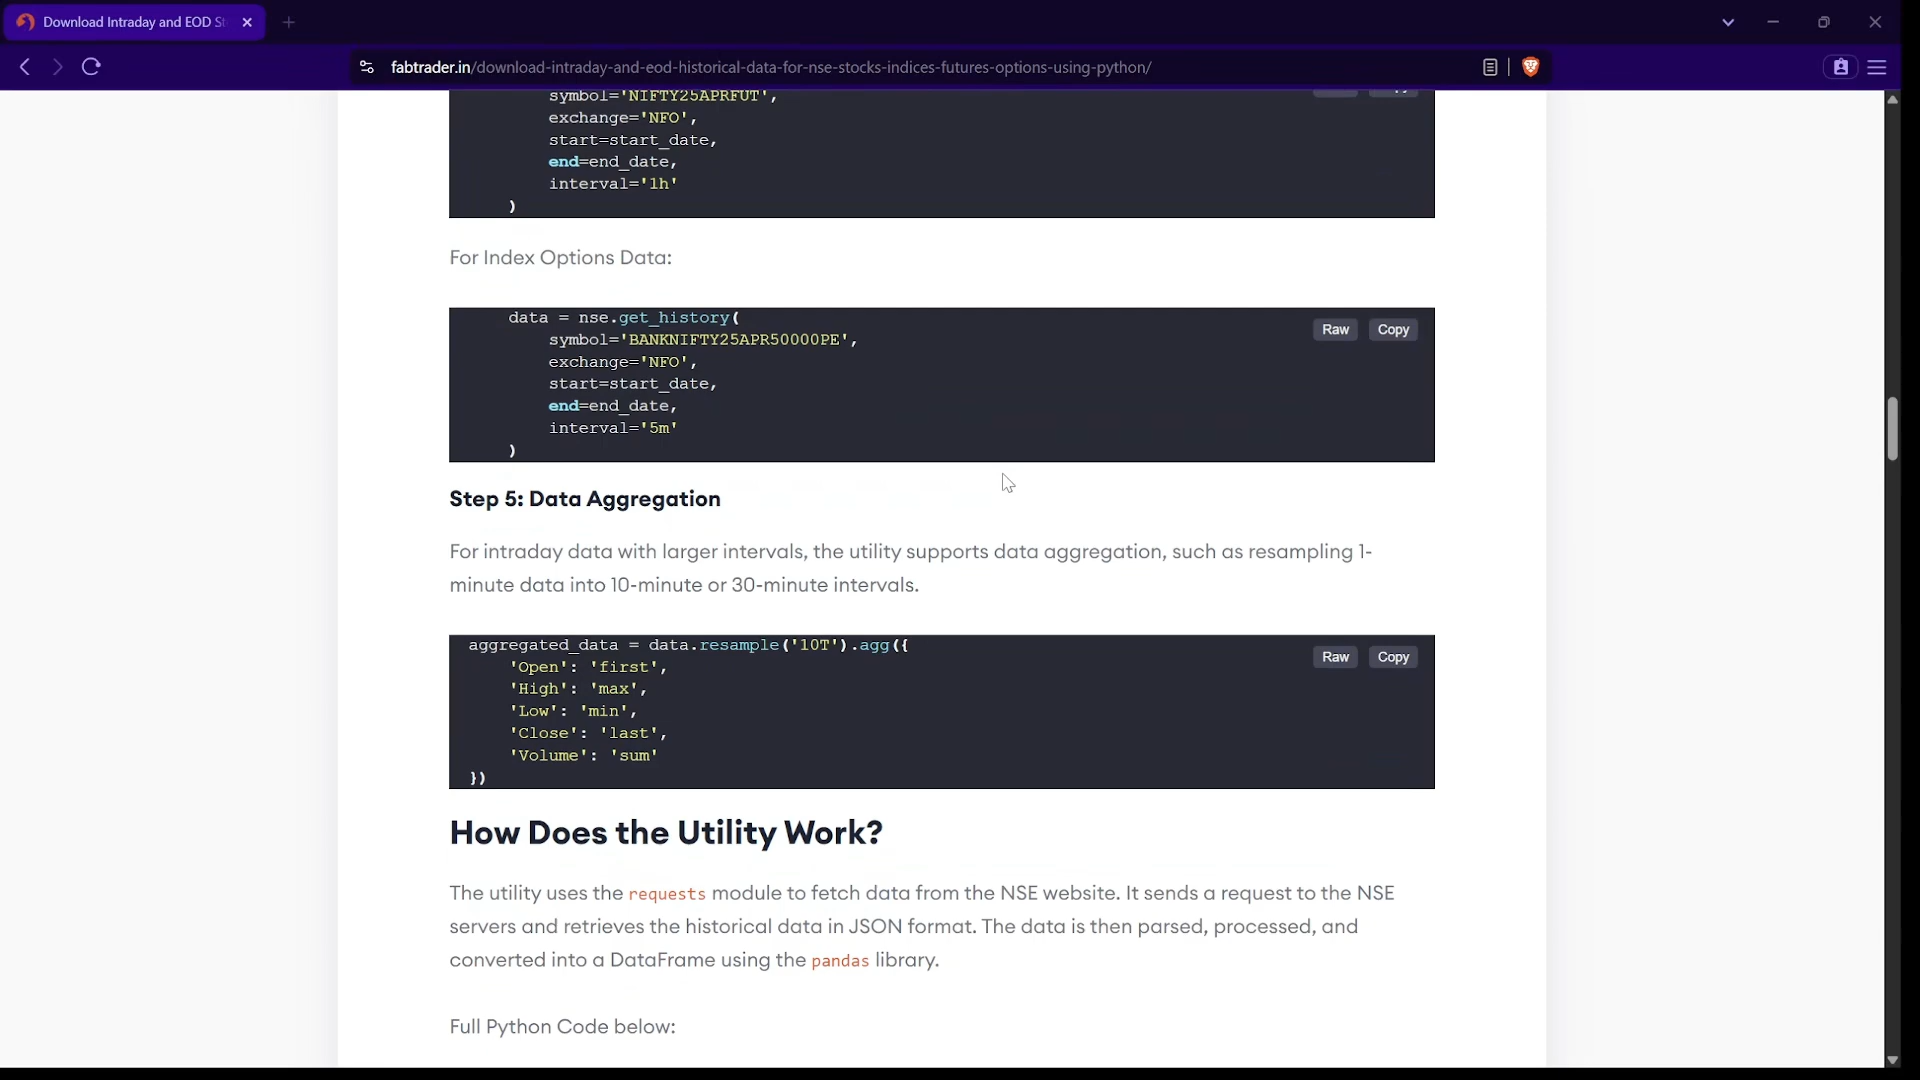 Download Intraday and EOD St
fabtrader.in/download-intraday-and-eod-historical-data-for-nse-stocks-indices-futures-options-using-python/
symbol='NIFTY25APRFUT',
exchange='NFO',
start=start_date,
end=end_date,
interval='1h'
)
For Index Options Data:
data = nse.get_history(
symbol='BANKNIFTY25APR50000PE',
exchange='NFO',
start=start_date,
end=end_date,
interval='5m'
)
Raw Copy
Step 5: Data Aggregation
For intraday data with larger intervals, the utility supports data aggregation, such as resampling 1-
minute data into 10-minute or 30-minute intervals.
aggregated_data = data.resample('10T').agg({
'Open': 'first',
'High': 'max',
'Low': 'min',
'Close': 'last',
'Volume': 'sum'
})
Raw Copy
How Does the Utility Work?
The utility uses the requests module to fetch data from the NSE website. It sends a request to the NSE
servers and retrieves the historical data in JSON format. The data is then parsed, processed, and
converted into a DataFrame using the pandas library.
Full Python Code below: